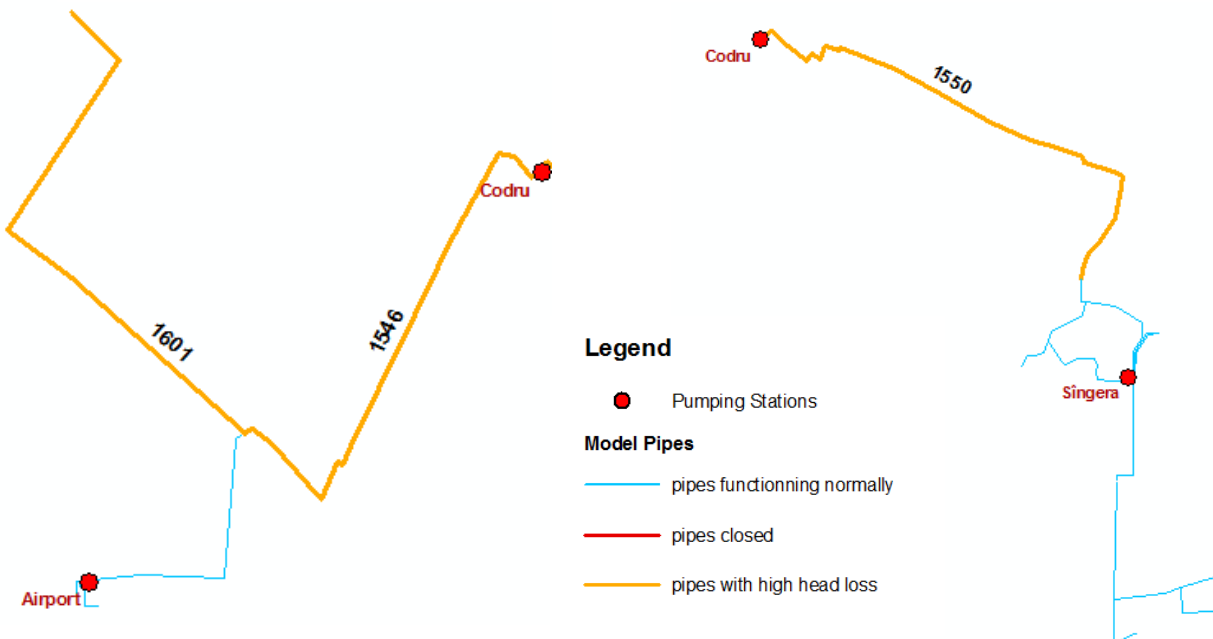 Codru
1601
1546
Airport
Codru
1550
Sîngera
Legend
Pumping Stations
Model Pipes
pipes functionning normally
pipes closed
pipes with high head loss